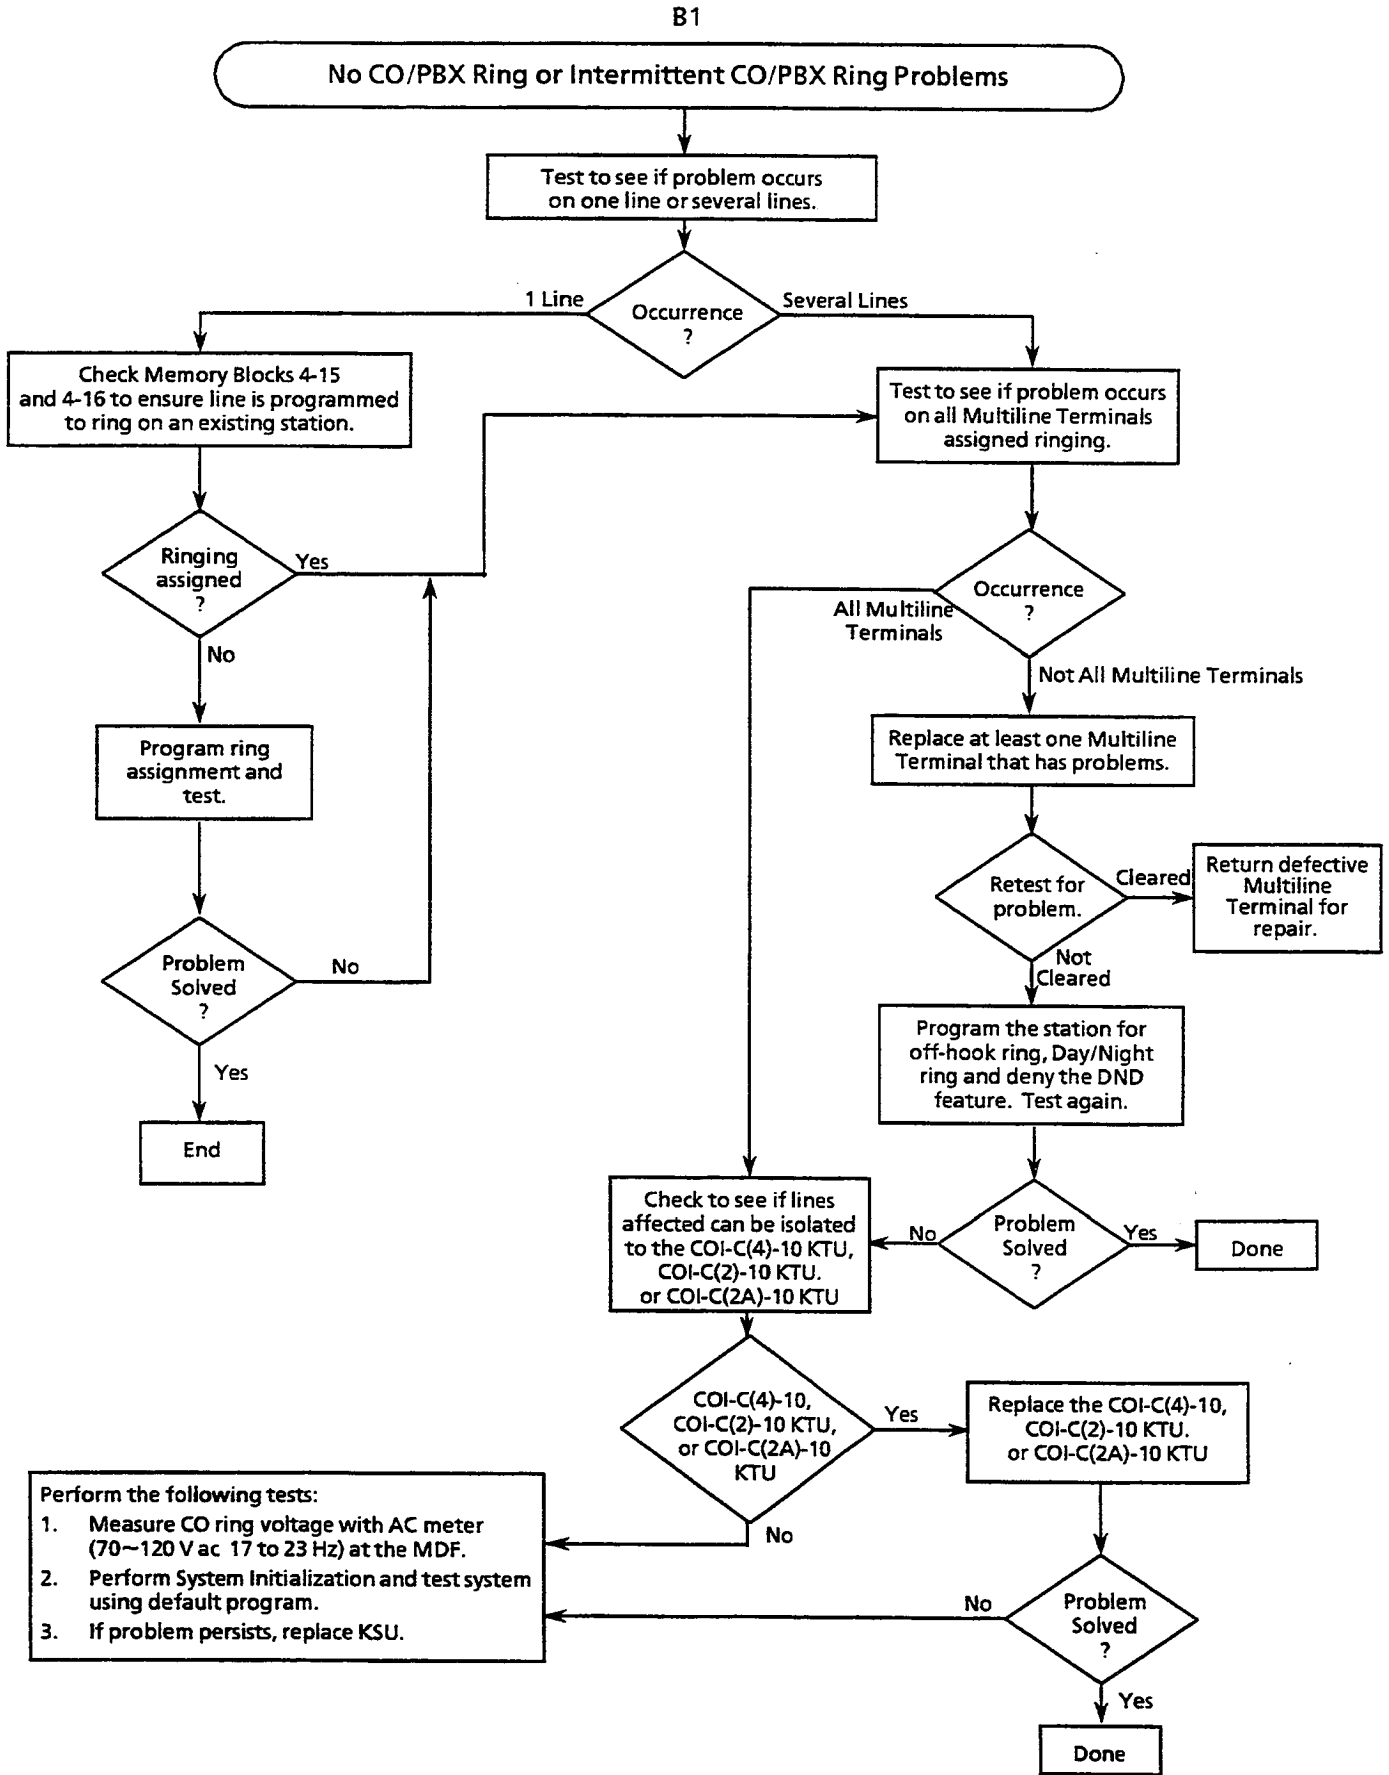 B1
No CO/PBX Ring or Intermittent CO/PBX Ring Problems
Test to see if problem occurs
on one line or several lines.
1 Line
Occurrence
?
Several Lines
Check Memory Blocks 4-15
and 4-16 to ensure line is programmed
to ring on an existing station.
Test to see if problem occurs
on all Multiline Terminals
assigned ringing.
Ringing
assigned
?
Yes
No
Occurrence
?
All Multiline
Terminals
Not All Multiline Terminals
Program ring
assignment and
test.
Replace at least one Multiline
Terminal that has problems.
Retest for
problem.
Cleared
Return defective
Multiline
Terminal for
repair.
Not
Cleared
Problem
Solved
?
No
Yes
End
Program the station for
off-hook ring, Day/Night
ring and deny the DND
feature. Test again.
Check to see if lines
affected can be isolated
to the COI-C(4)-10 KTU,
COI-C(2)-10 KTU.
or COI-C(2A)-10 KTU
No
Problem
Solved
?
Yes
Done
COI-C(4)-10,
COI-C(2)-10 KTU,
or COI-C(2A)-10
KTU
Yes
No
Replace the COI-C(4)-10,
COI-C(2)-10 KTU.
or COI-C(2A)-10 KTU
Perform the following tests:
1. Measure CO ring voltage with AC meter
(70~120 V ac 17 to 23 Hz) at the MDF.
2. Perform System Initialization and test system
using default program.
3. If problem persists, replace KSU.
No
Problem
Solved
?
Yes
Done